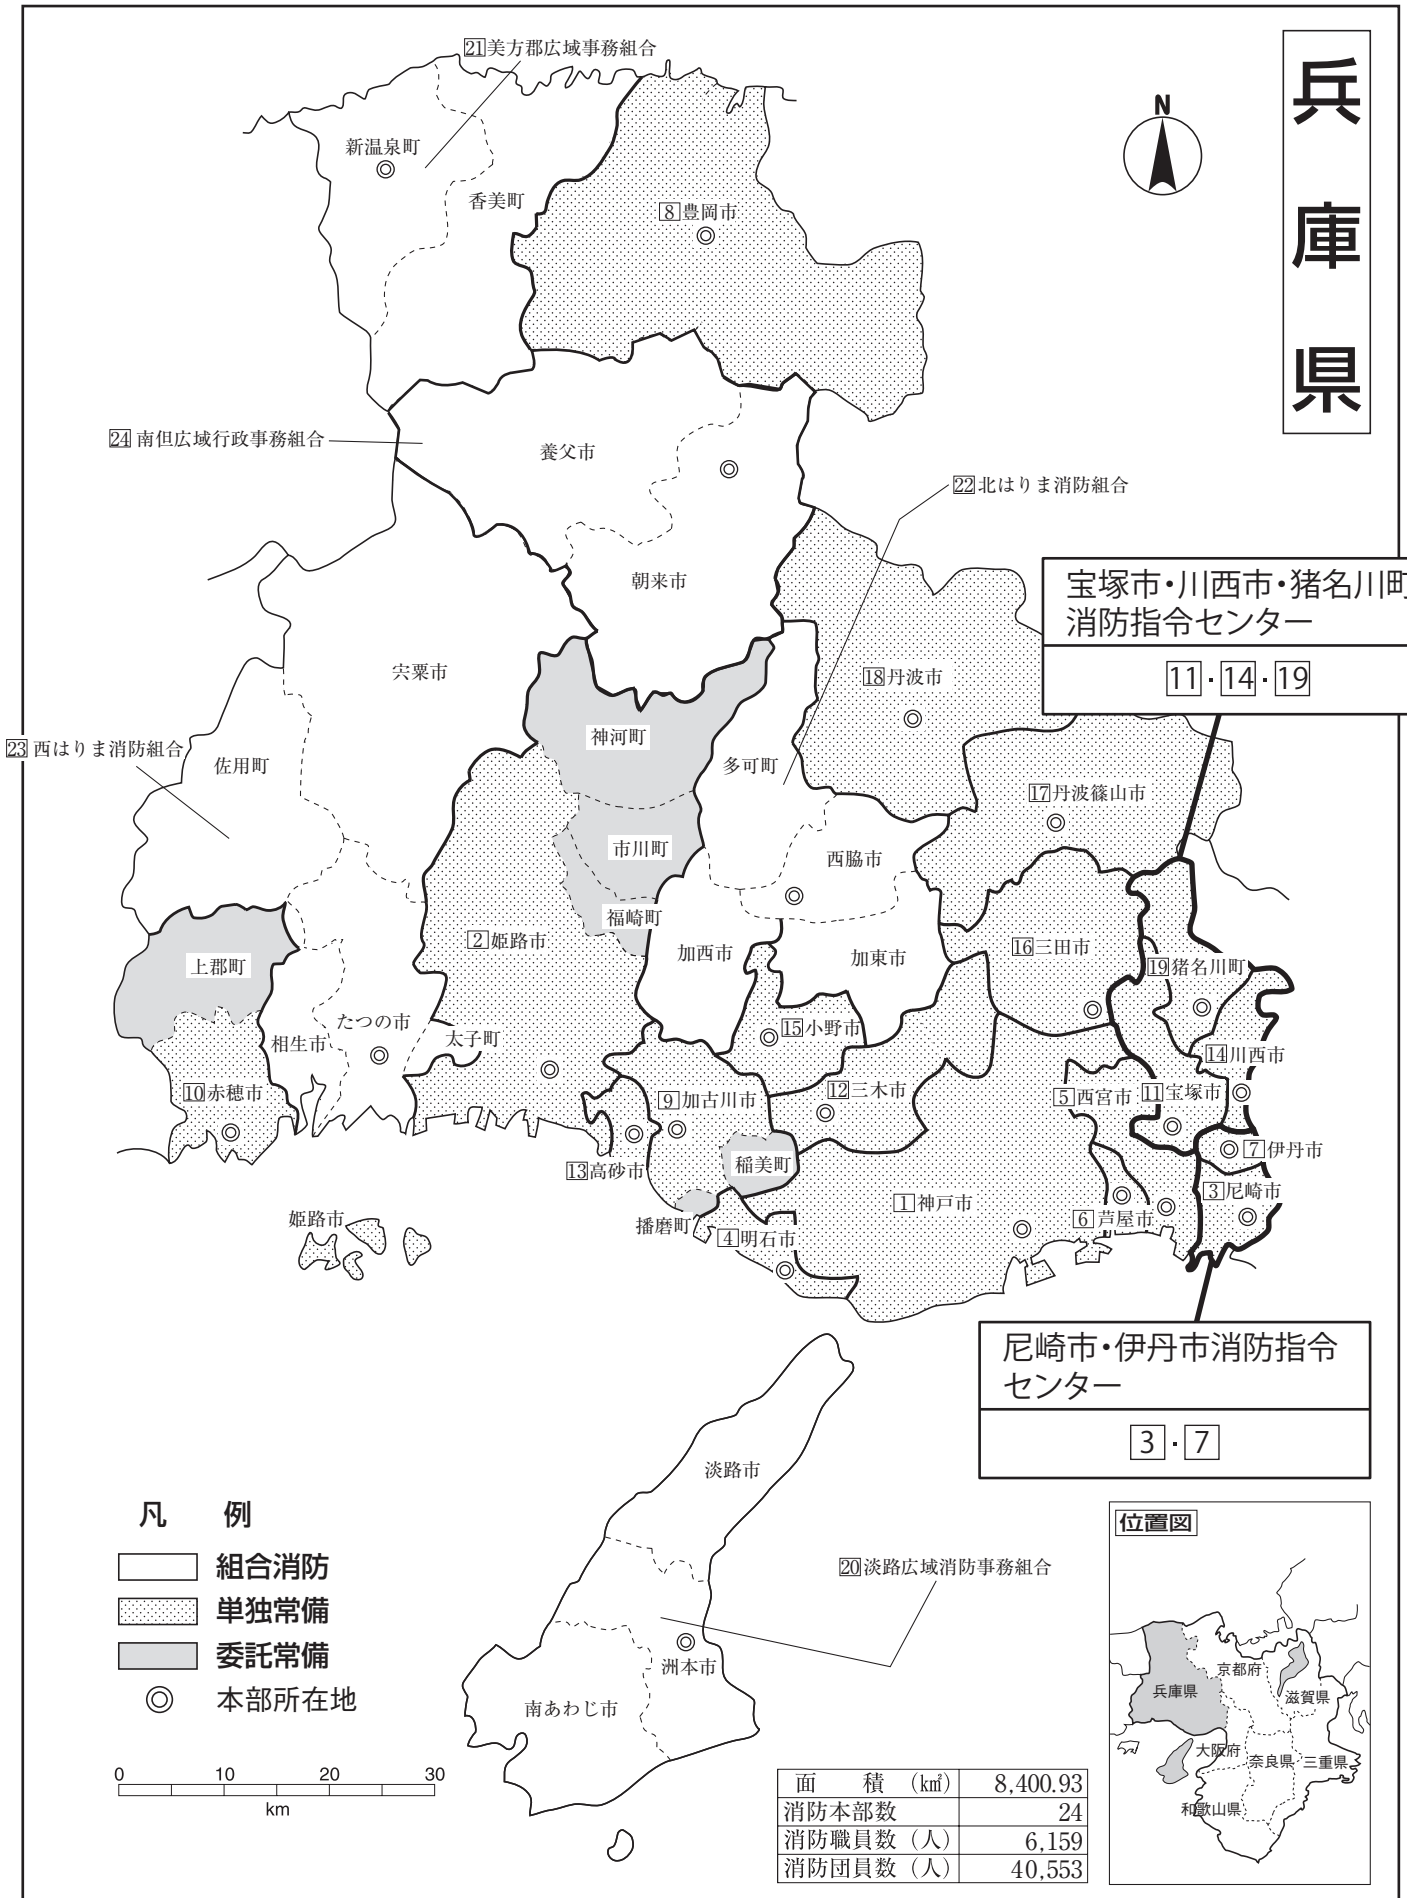 兵庫県
N
21美方郡広域事務組合
新温泉町
香美町
8豊岡市
24南但広域行政事務組合
養父市
22北はりま消防組合
朝来市
宝塚市・川西市・猪名川町
消防指令センター
11・14・19
宍粟市
18丹波市
神河町
23西はりま消防組合
佐用町
多可町
17丹波篠山市
市川町
西脇市
福崎町
2姫路市
16三田市
加西市
加東市
上郡町
19猪名川町
たつの市
15小野市
相生市
太子町
14川西市
10赤穂市
9加古川市
12三木市
5西宮市
11宝塚市
7伊丹市
13高砂市
稲美町
3尼崎市
1神戸市
姫路市
播磨町
6芦屋市
4明石市
尼崎市・伊丹市消防指令
センター
3・7
淡路市
凡 例
組合消防
単独常備
委託常備
本部所在地
20淡路広域消防事務組合
洲本市
南あわじ市
0 10 20 30
km
面 積 (㎢) 8,400.93
消防本部数 24
消防職員数(人) 6,159
消防団員数(人) 40,553
位置図
京都府
兵庫県
滋賀県
大阪府
奈良県
三重県
和歌山県